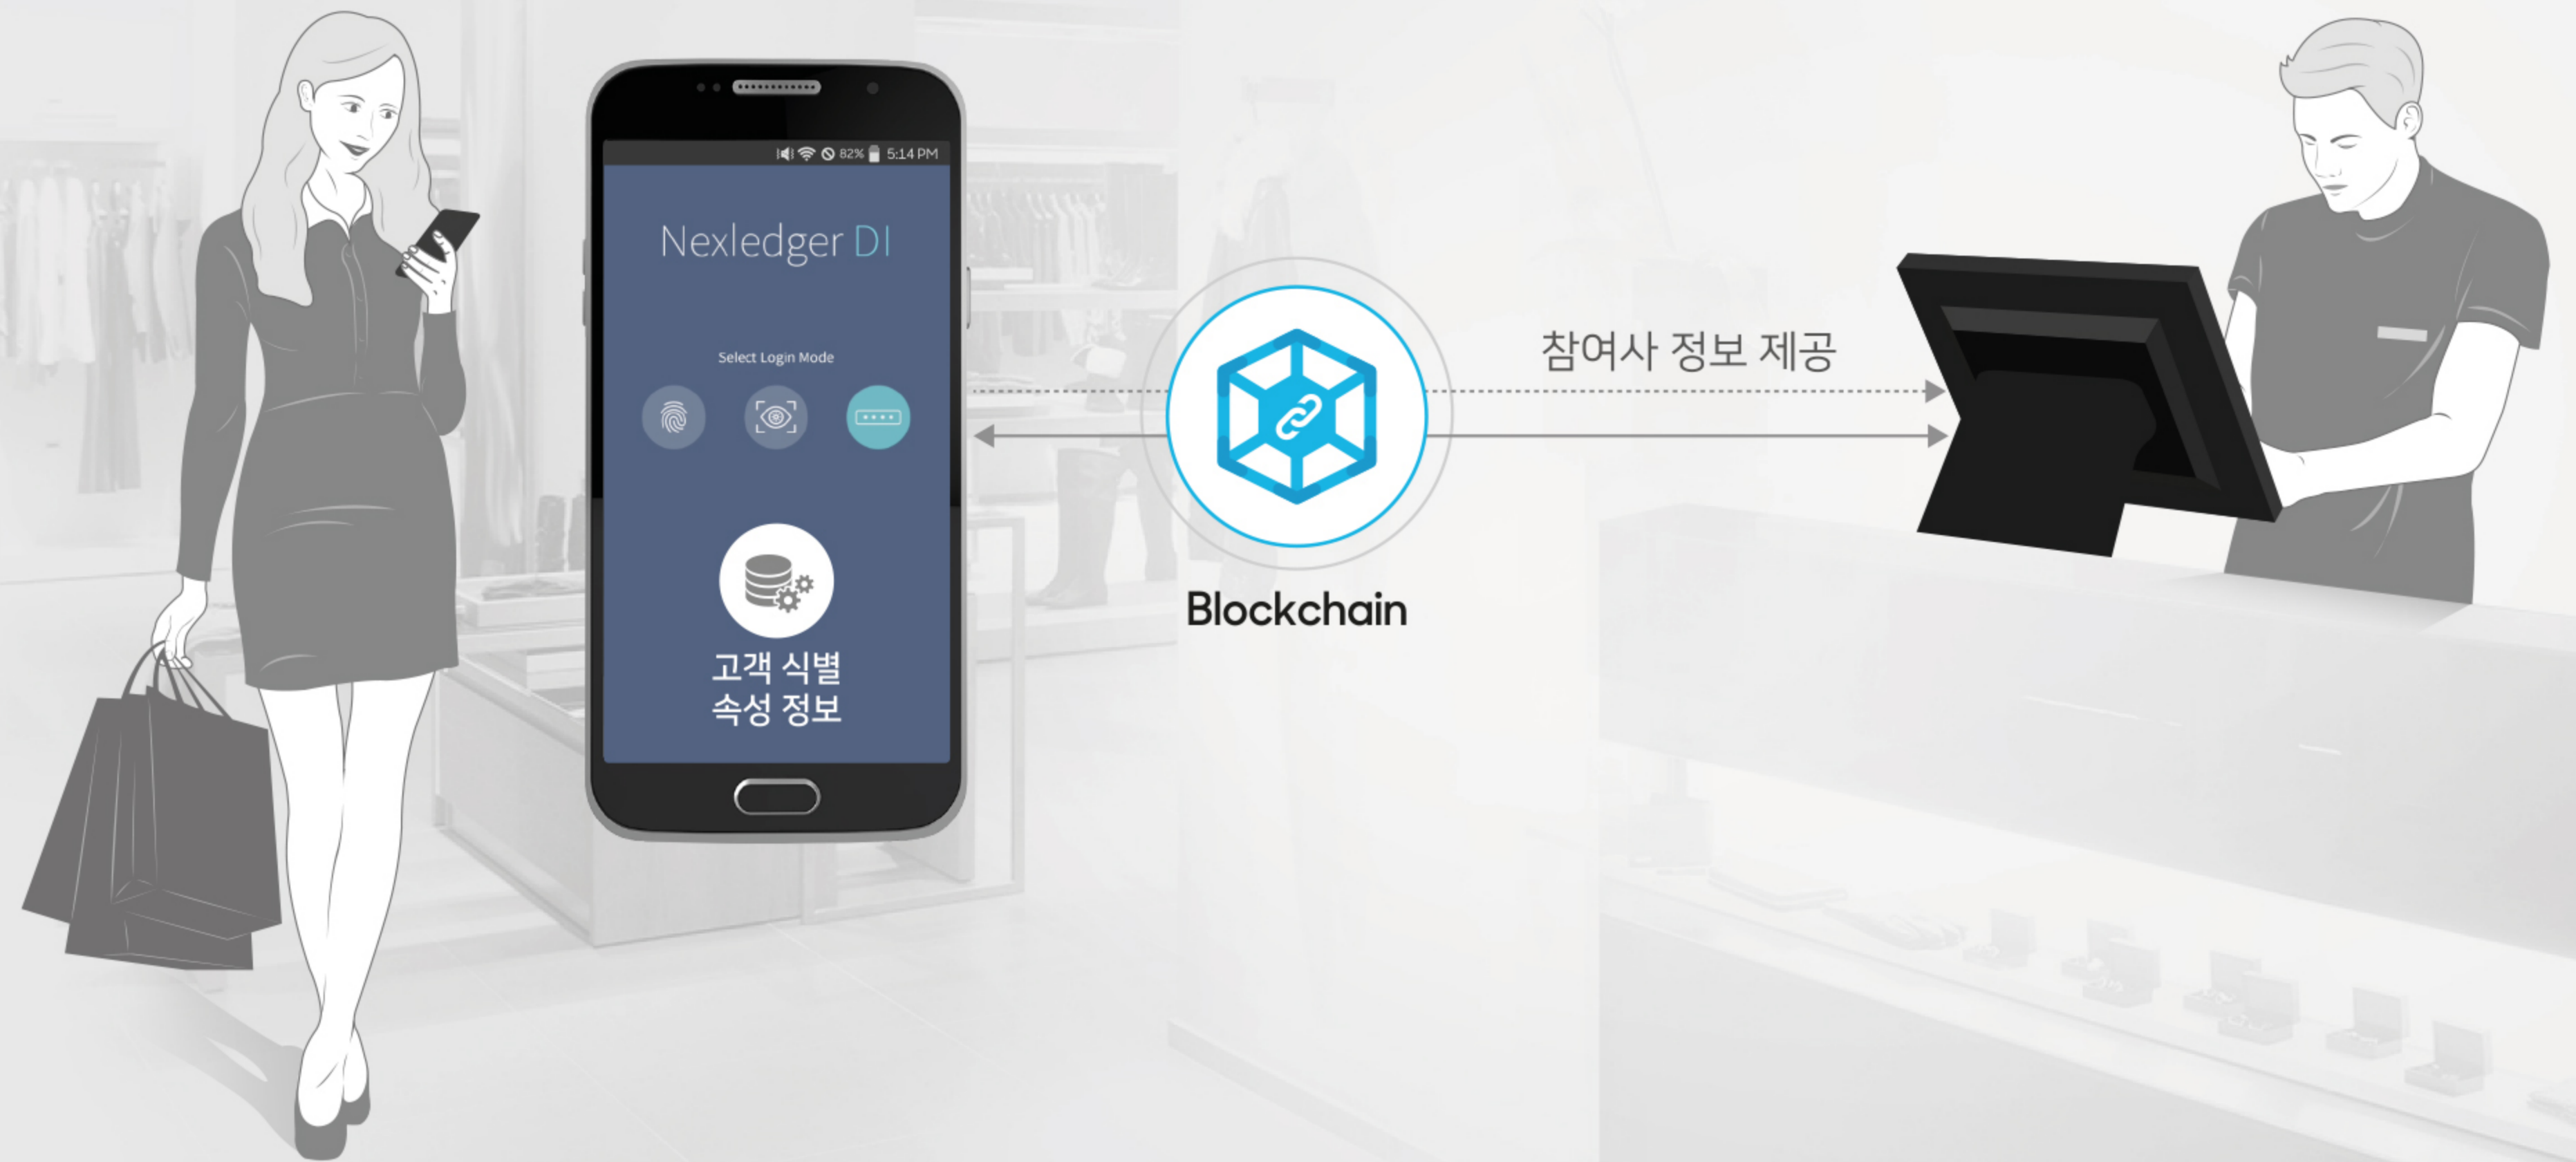 82% 5:14 PM
Nexledger DI
Select Login Mode
고객 식별
속성 정보
Blockchain
참여사 정보 제공